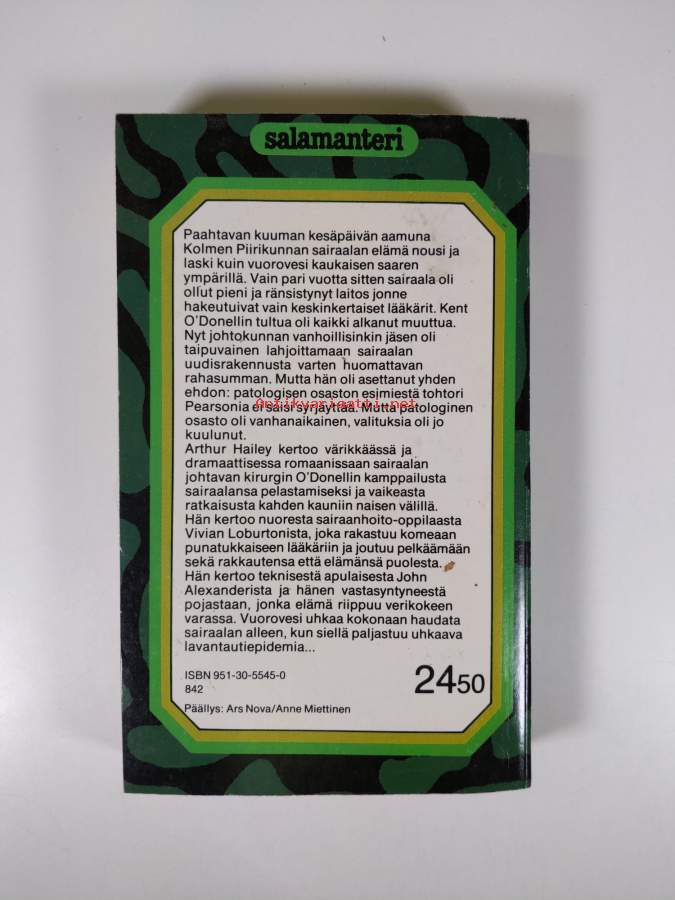 salamanteri
Paahtavan kuuman kesäpäivän aamuna
Kolmen Piirikunnan sairaalan elämä nousi ja
laski kuin vuorovesi kaukaisen saaren
ympärillä. Vain pari vuotta sitten sairaala oli
ollut pieni ja ränsistynyt laitos jonne
hakeutuivat vain keskinkertaiset lääkärit. Kent
O'Donellin tultua oli kaikki alkanut muuttua.
Nyt johtokunnan vanhoillisinkin jäsen oli
taipuvainen lahjoittamaan sairaalan
uudisrakennusta varten huomattavan
rahasumman. Mutta hän oli asettanut yhden
ehdon: patologisen osaston esimiestä tohtori
Antikvariaatti.net
Pearsonia ei saisi syrjäyttää. Mutta patologinen
osasto oli vanhanaikainen, valituksia oli jo
kuulunut.
Arthur Hailey kertoo värikkäässä ja
dramaattisessa romaanissaan sairaalan
johtavan kirurgin O'Donellin kamppailusta
sairaalansa pelastamiseksi ja vaikeasta
ratkaisusta kahden kauniin naisen välillä.
Hän kertoo nuoresta sairaanhoito-oppilaasta
Vivian Loburtonista, joka rakastuu komeaan
punatukkaiseen lääkäriin ja joutuu pelkäämään
sekä rakkautensa että elämänsä puolesta.
Hän kertoo teknisestä apulaisesta John
Alexanderista ja hänen vastasyntyneestä
pojastaan, jonka elämä riippuu verikokeen
varassa. Vuorovesi uhkaa kokonaan haudata
sairaalan alleen, kun siellä paljastuu uhkaava
lavantautiepidemia...
ISBN 951-30-5545-0
842
2450
Päällys: Ars Nova/Anne Miettinen